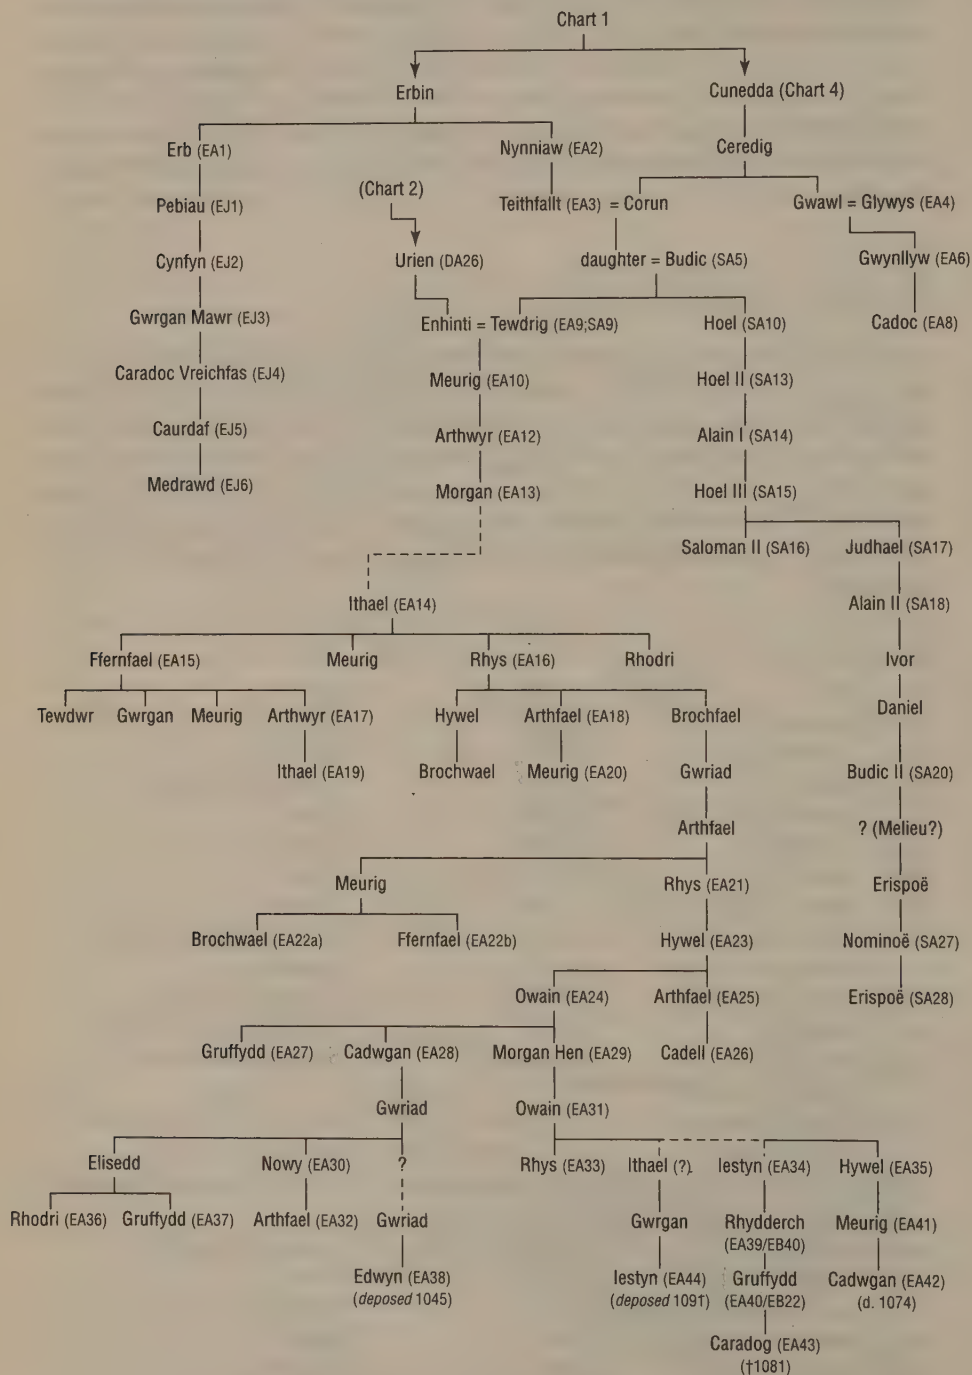 Chart 1
Erbin
Cunedda (Chart 4)
Erb (EA1)
Nynniaw (EA2)
Ceredig
(Chart 2)
Pebiau (EJ1)
Teithfallt (EA3) = Corun
Gwawl = Glywys (EA4)
Cynfyn (EJ2)
Urien (DA26)
daughter = Budic (SA5)
Gwynllyw (EA6)
Gwrgan Mawr (EJ3)
Enhinti = Tewdrig (EA9;SA9)
Hoel (SA10)
Cadoc (EA8)
Caradoc Vreichfas (EJ4)
Meurig (EA10)
Hoel II (SA13)
Caurdaf (EJ5)
Arthwyr (EA12)
Alain I (SA14)
Medrawd (EJ6)
Morgan (EA13)
Hoel III (SA15)
Saloman II (SA16)
Judhael (SA17)
Ithael (EA14)
Alain II (SA18)
Ffernfael (EA15)
Meurig
Rhys (EA16)
Rhodri
Ivor
Tewdwr
Gwrgan
Meurig
Arthwyr (EA17)
Hywel
Arthfael (EA18)
Brochfael
Daniel
Ithael (EA19)
Brochwael
Meurig (EA20)
Gwriad
Budic II (SA20)
Arthfael
? (Melieu?)
Meurig
Rhys (EA21)
Erispoë
Brochwael (EA22a)
Ffernfael (EA22b)
Hywel (EA23)
Nominoë (SA27)
Owain (EA24)
Arthfael (EA25)
Erispoë (SA28)
Gruffydd (EA27)
Cadwgan (EA28)
Morgan Hen (EA29)
Cadell (EA26)
Gwriad
Owain (EA31)
Elisedd
Nowy (EA30)
?
Rhys (EA33)
Ithael (?)
Iestyn (EA34)
Hywel (EA35)
Rhodri (EA36)
Gruffydd (EA37)
Arthfael (EA32)
Gwriad
Gwrgan
Rhydderch
(EA39/EB40)
Meurig (EA41)
Edwyn (EA38)
(deposed 1045)
Iestyn (EA44)
(deposed 109†)
Gruffydd
(EA40/EB22)
Cadwgan (EA42)
(d. 1074)
Caradog (EA43)
(†1081)